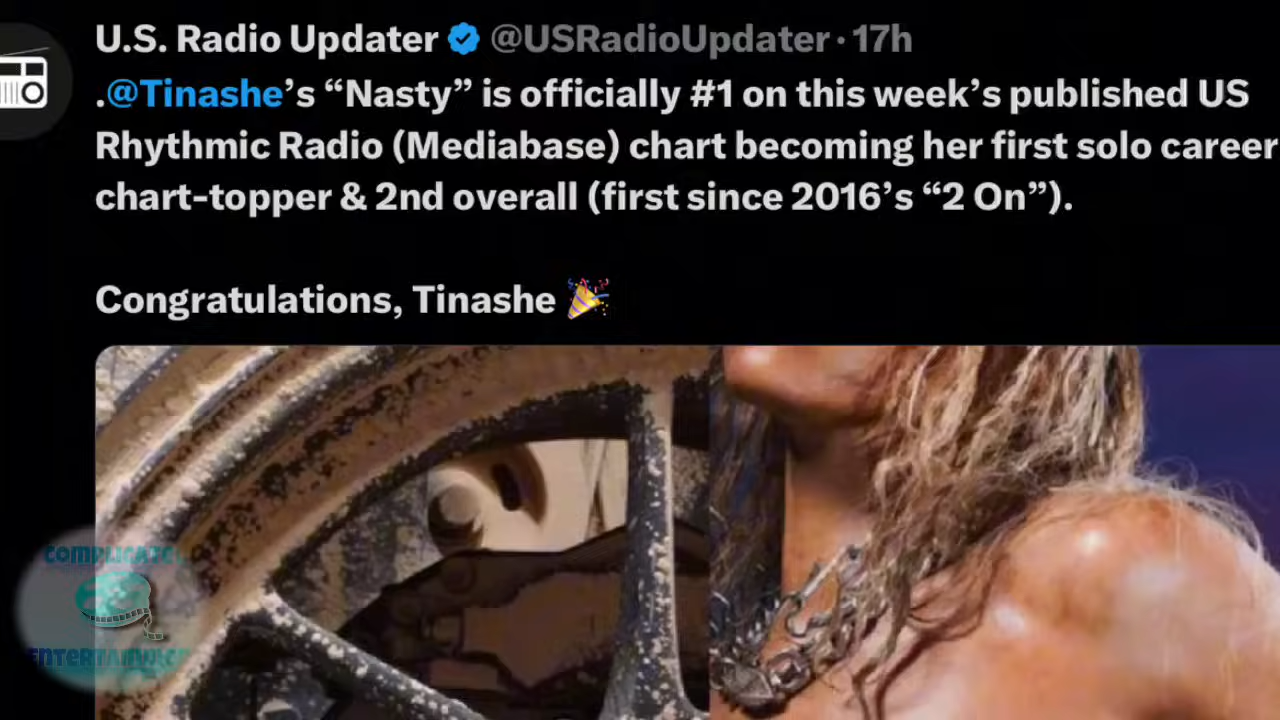 U.S. Radio Updater @USRadioUpdater · 17h
.@Tinashe’s “Nasty” is officially #1 on this week’s published US
Rhythmic Radio (Mediabase) chart becoming her first solo career
chart-topper & 2nd overall (first since 2016’s “2 On”).
Congratulations, Tinashe 🎉